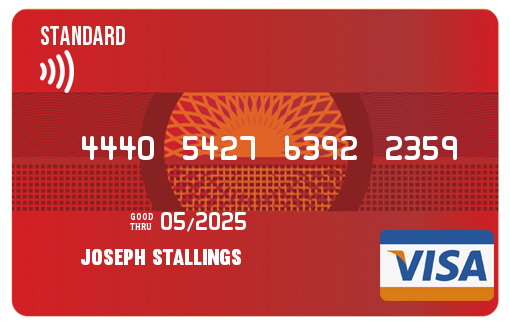 STANDARD
4440 5427 6392 2359
GOOD THRU 05/2025
JOSEPH STALLINGS
VISA